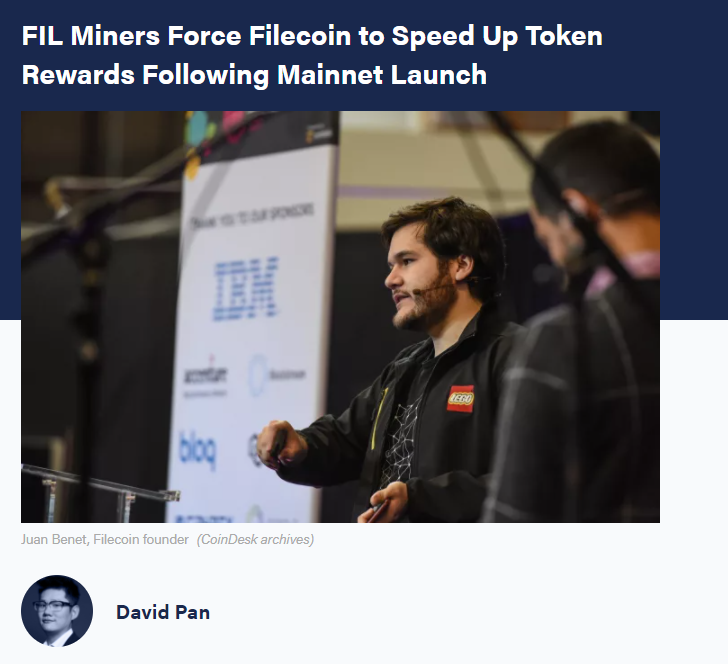 FIL Miners Force Filecoin to Speed Up Token
Rewards Following Mainnet Launch
THANK YOU TO OUR SPONSORS
IBM
accenture
bloq
LEGO
Juan Benet, Filecoin founder (CoinDesk archives)
David Pan